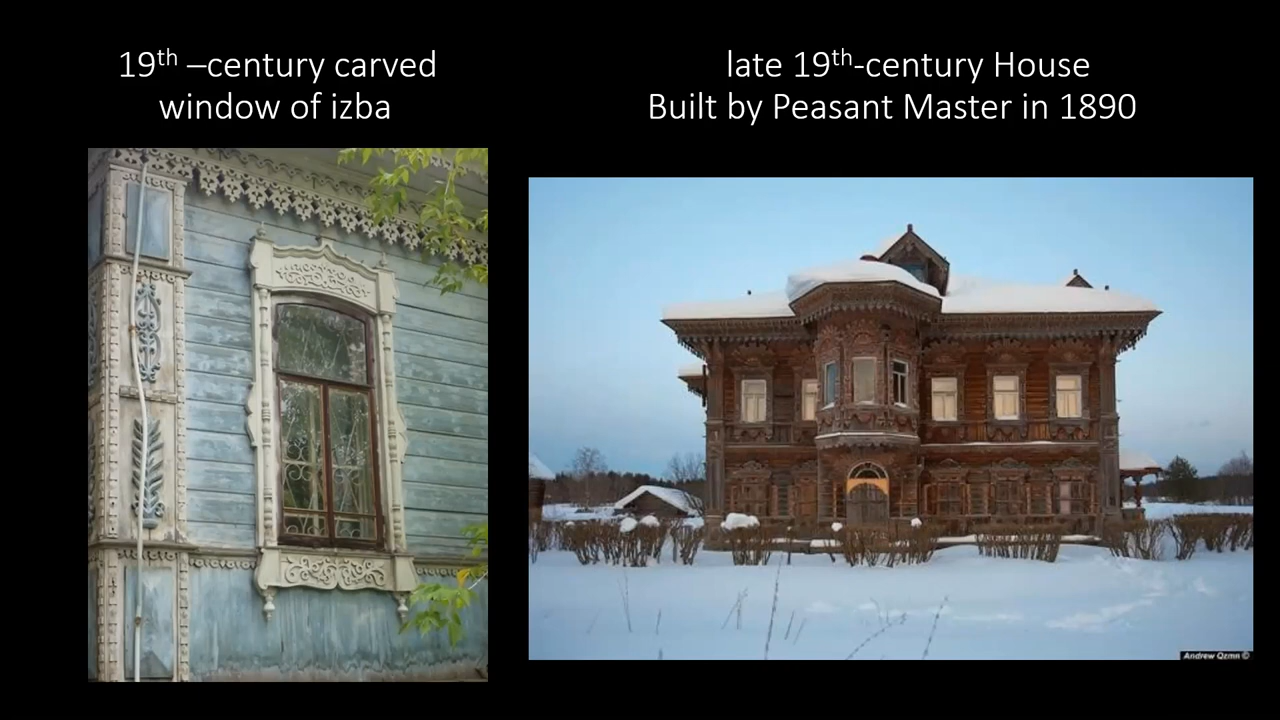 19th –century carved
window of izba
late 19th-century House
Built by Peasant Master in 1890
Andrew Qzmn ©